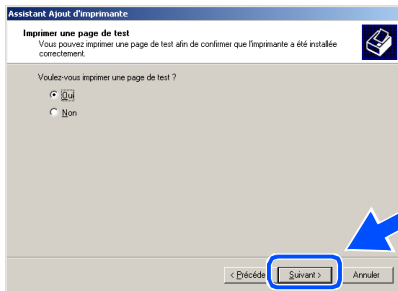 Assistant Ajout d'imprimante
Imprimer une page de test
Vous pouvez imprimer une page de test afin de confirmer que l'imprimante a été installée
correctement.
Voulez-vous imprimer une page de test ?
Oui
Non
< Précéde Suivant > Annuler